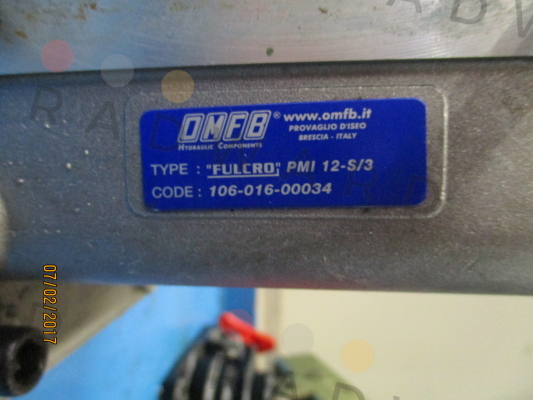 OMFB® www.omfb.it
HYDRAULIC COMPONENTS PROVAGLIO D'ISEO
BRESCIA - ITALY
TYPE : "FULCRO" PMI 12-S/3
CODE : 106-016-00034
07/02/2017